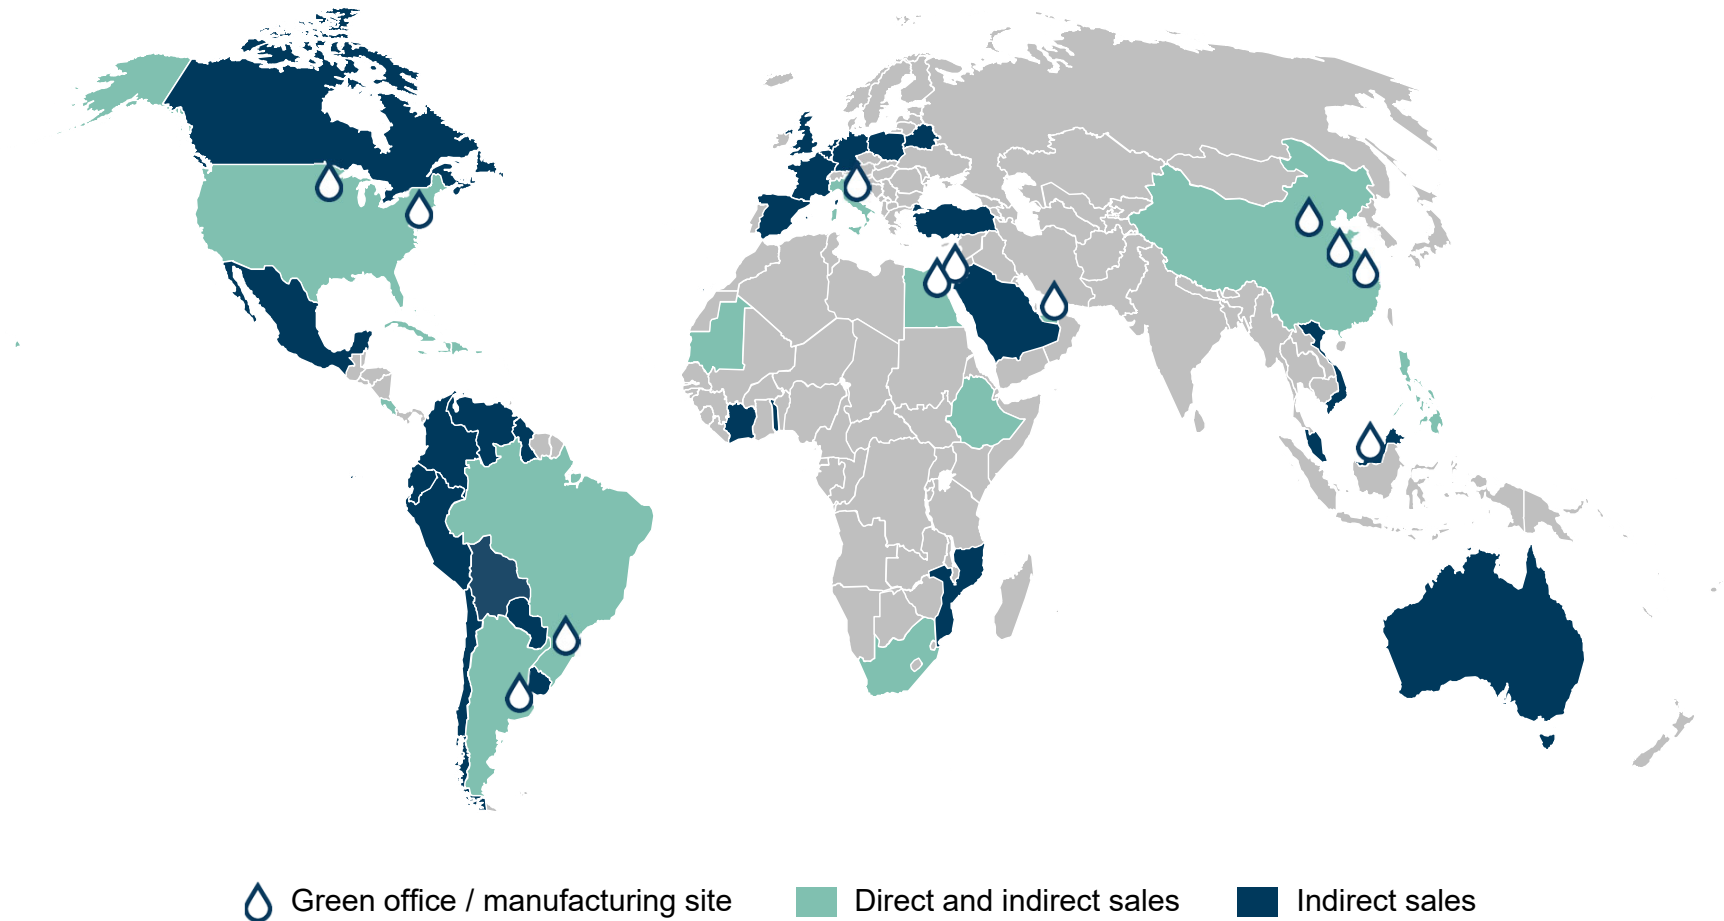 Green office / manufacturing site
Direct and indirect sales
Indirect sales